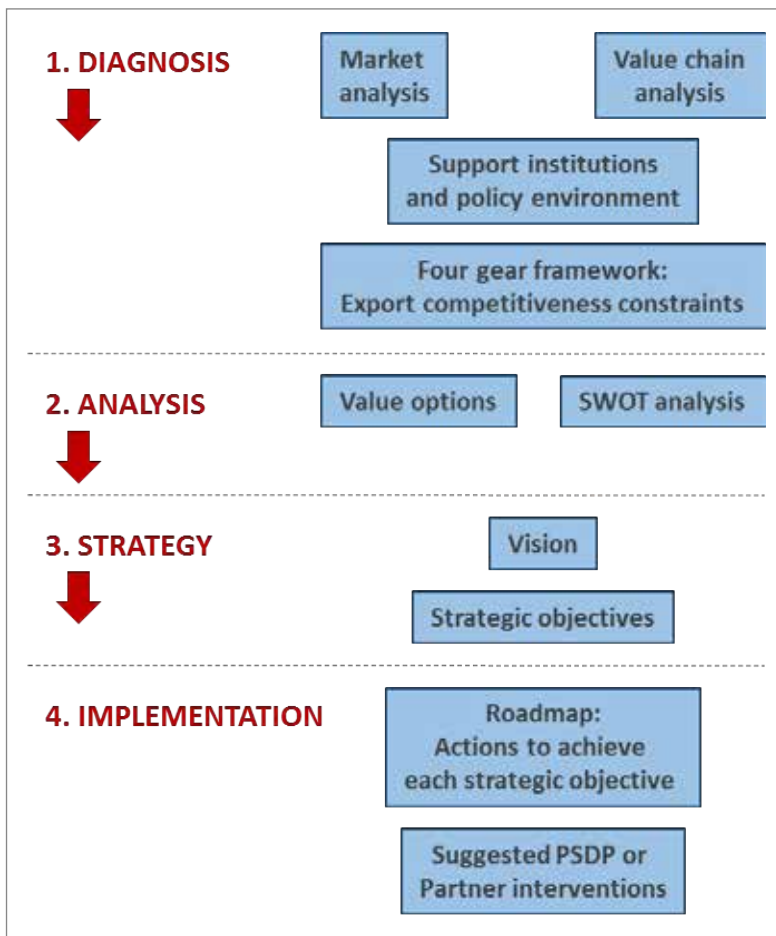 1. DIAGNOSIS
Market
analysis
Value chain
analysis
Support institutions
and policy environment
Four gear framework:
Export competitiveness constraints
2. ANALYSIS
Value options
SWOT analysis
3. STRATEGY
Vision
Strategic objectives
4. IMPLEMENTATION
Roadmap:
Actions to achieve
each strategic objective
Suggested PSDP or
Partner interventions